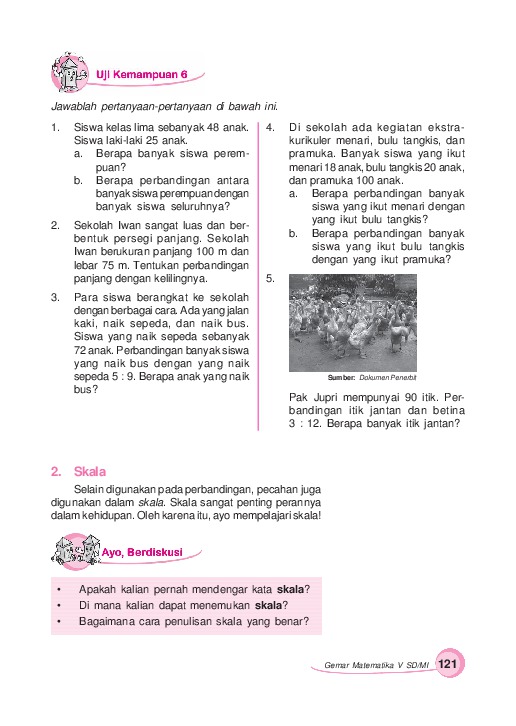 Uji Kemampuan 6
Jawablah pertanyaan-pertanyaan di bawah ini.
1. Siswa kelas lima sebanyak 48 anak.
Siswa laki-laki 25 anak.
a. Berapa banyak siswa perem-
puan?
b. Berapa perbandingan antara
banyak siswa perempuan dengan
banyak siswa seluruhnya?
2. Sekolah Iwan sangat luas dan ber-
bentuk persegi panjang. Sekolah
Iwan berukuran panjang 100 m dan
lebar 75 m. Tentukan perbandingan
panjang dengan kelilingnya.
3. Para siswa berangkat ke sekolah
dengan berbagai cara. Ada yang jalan
kaki, naik sepeda, dan naik bus.
Siswa yang naik sepeda sebanyak
72 anak. Perbandingan banyak siswa
yang naik bus dengan yang naik
sepeda 5 : 9. Berapa anak yang naik
bus?
4. Di sekolah ada kegiatan ekstra-
kurikuler menari, bulu tangkis, dan
pramuka. Banyak siswa yang ikut
menari 18 anak, bulu tangkis 20 anak,
dan pramuka 100 anak.
a. Berapa perbandingan banyak
siswa yang ikut menari dengan
yang ikut bulu tangkis?
b. Berapa perbandingan banyak
siswa yang ikut bulu tangkis
dengan yang ikut pramuka?
5.
Sumber: Dokumen Penerbit
Pak Jupri mempunyai 90 itik. Per-
bandingan itik jantan dan betina
3 : 12. Berapa banyak itik jantan?
2. Skala
Selain digunakan pada perbandingan, pecahan juga
digunakan dalam skala. Skala sangat penting perannya
dalam kehidupan. Oleh karena itu, ayo mempelajari skala!
Ayo, Berdiskusi
• Apakah kalian pernah mendengar kata skala?
• Di mana kalian dapat menemukan skala?
• Bagaimana cara penulisan skala yang benar?
Gemar Matematika V SD/MI 121